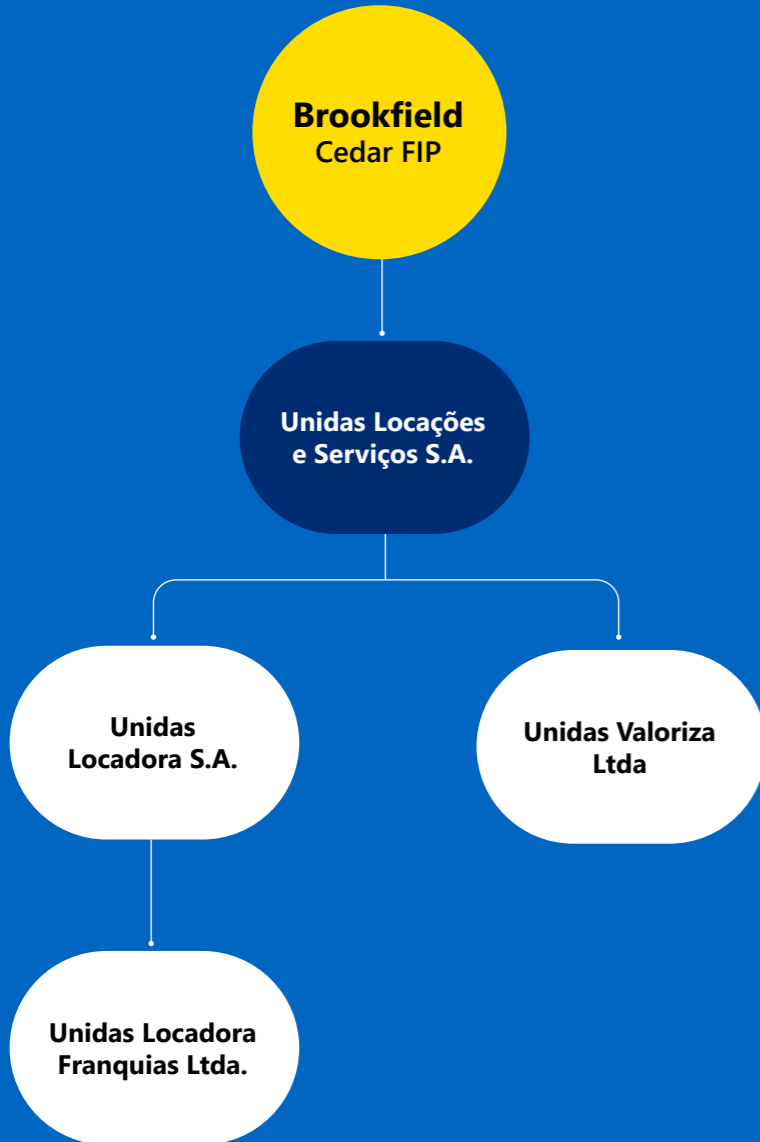 Brookfield
Cedar FIP
Unidas Locações
e Serviços S.A.
Unidas
Locadora S.A.
Unidas Valoriza
Ltda
Unidas Locadora
Franquias Ltda.